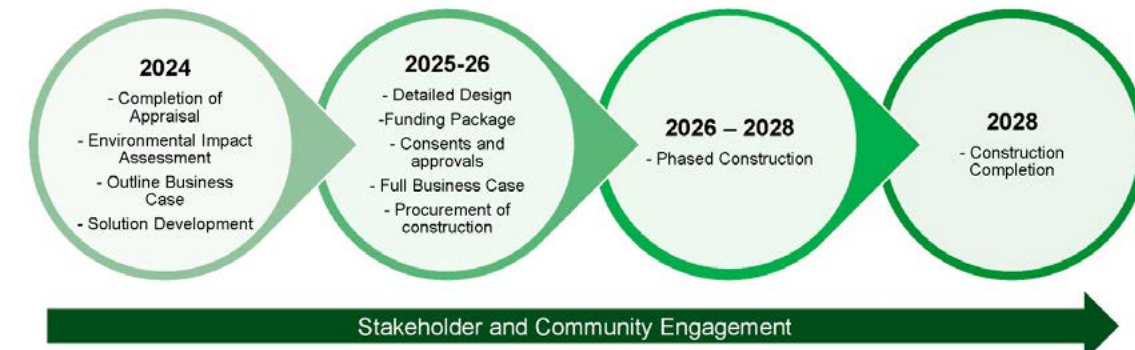 2024
- Completion of
Appraisal
- Environmental Impact
Assessment
- Outline Business
Case
- Solution Development
2025-26
- Detailed Design
-Funding Package
- Consents and
approvals
- Full Business Case
- Procurement of
construction
2026 – 2028
- Phased Construction
2028
- Construction
Completion
Stakeholder and Community Engagement